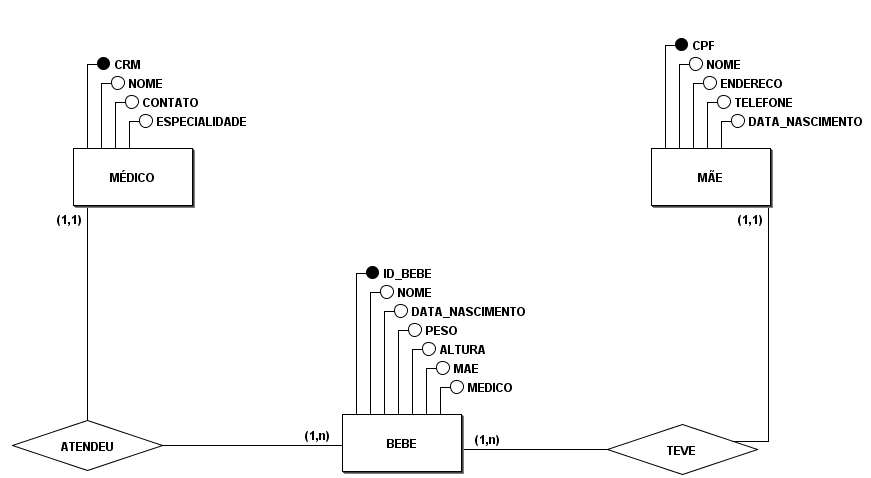 CRM
NOME
CONTATO
ESPECIALIDADE
MÉDICO
(1,1)
CPF
NOME
ENDERECO
TELEFONE
DATA_NASCIMENTO
MÃE
(1,1)
ID_BEBE
NOME
DATA_NASCIMENTO
PESO
ALTURA
MAE
MEDICO
ATENDEU
(1,n)
BEBE
(1,n)
TEVE